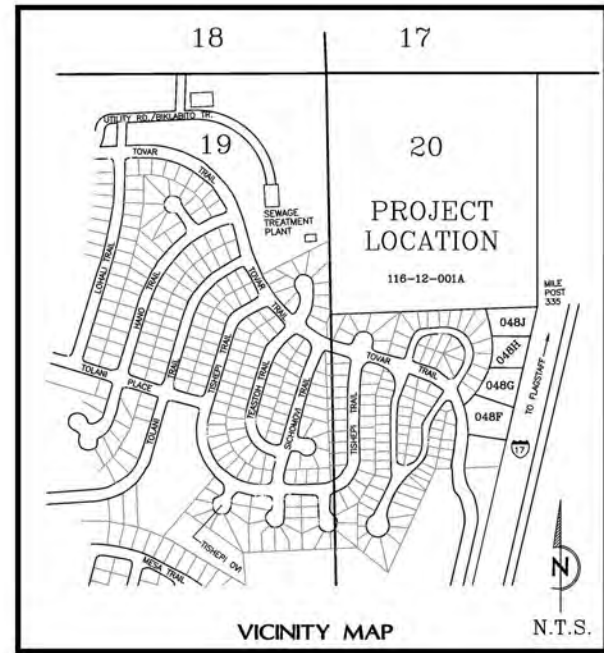 18
17
UTILITY RD./BIKLABITO TR.
19
20
TOVAR
TRAIL
SEWAGE
TREATMENT
PLANT
PROJECT
LOCATION
116-12-001A
MILE
POST
335
LOHALI TRAIL
HANO TRAIL
TOVAR
TRAIL
048J
048H
048G
048F
TO FLAGSTAFF
17
TOLANI
PLACE
TRAIL
TOLANI
TISHEPI TRAIL
TEASTOH TRAIL
SICHOMOVI TRAIL
TISHEPI TRAIL
TOVAR
TRAIL
TISHEPI OVI
MESA TRAIL
N
N.T.S.
VICINITY MAP